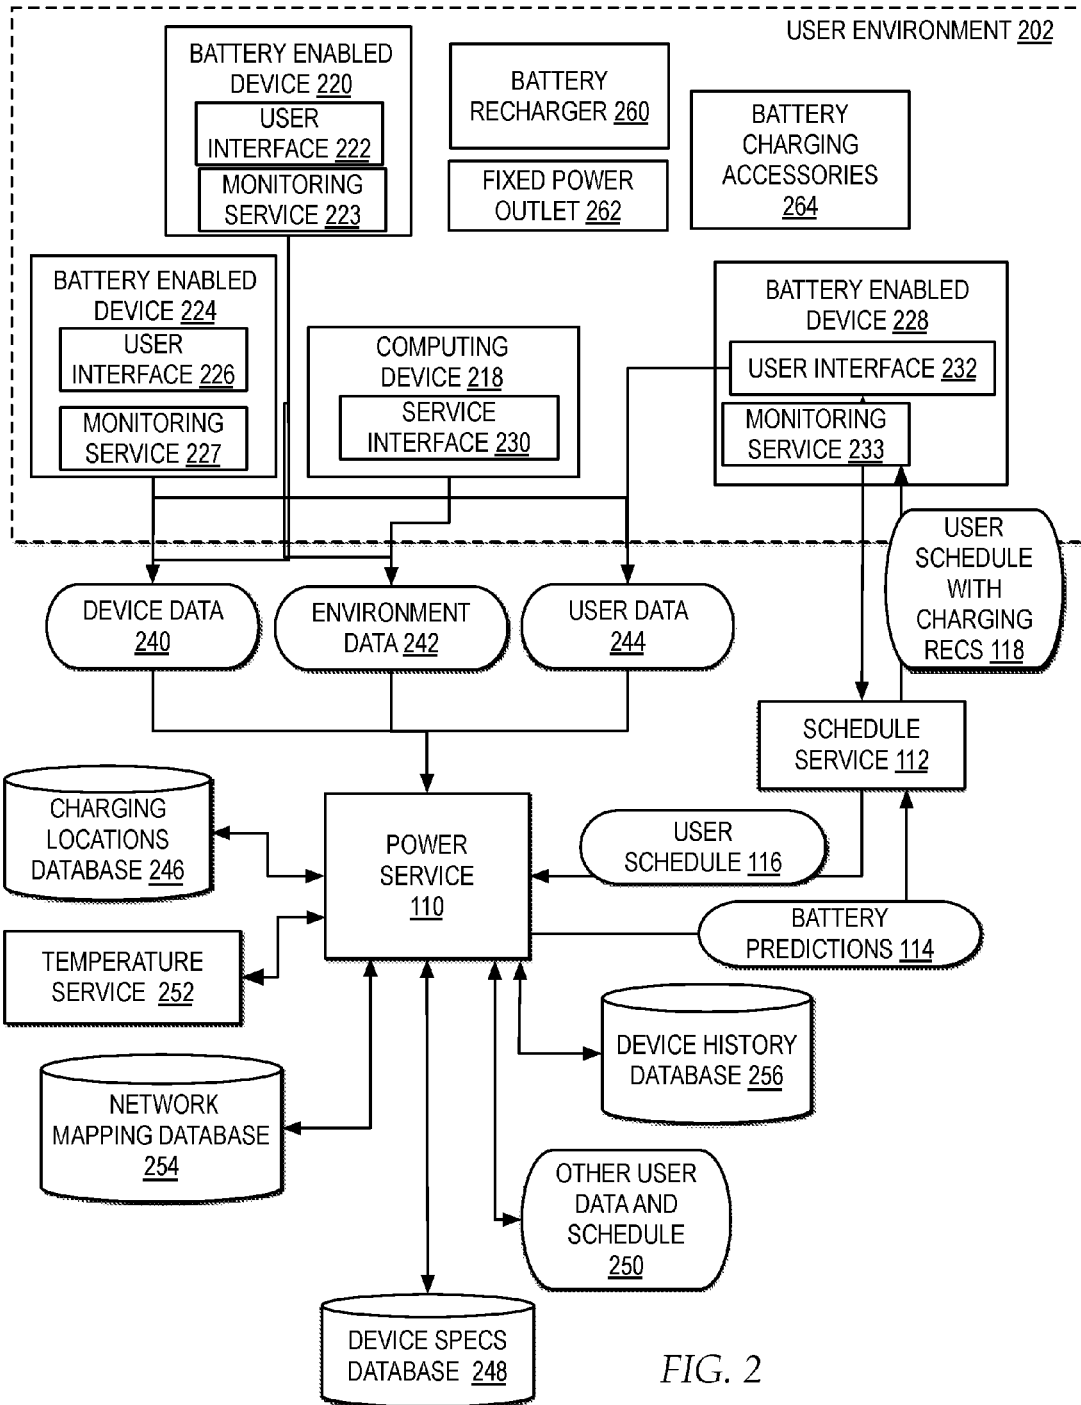 USER ENVIRONMENT 202
BATTERY ENABLED
DEVICE 220
USER
INTERFACE 222
MONITORING
SERVICE 223
BATTERY
RECHARGER 260
FIXED POWER
OUTLET 262
BATTERY
CHARGING
ACCESSORIES
264
BATTERY ENABLED
DEVICE 224
USER
INTERFACE 226
MONITORING
SERVICE 227
COMPUTING
DEVICE 218
SERVICE
INTERFACE 230
BATTERY ENABLED
DEVICE 228
USER INTERFACE 232
MONITORING
SERVICE 233
USER
SCHEDULE
WITH
CHARGING
RECS 118
DEVICE DATA
240
ENVIRONMENT
DATA 242
USER DATA
244
SCHEDULE
SERVICE 112
CHARGING
LOCATIONS
DATABASE 246
POWER
SERVICE
110
USER
SCHEDULE 116
BATTERY
PREDICTIONS 114
TEMPERATURE
SERVICE 252
DEVICE HISTORY
DATABASE 256
NETWORK
MAPPING DATABASE
254
OTHER USER
DATA AND
SCHEDULE
250
DEVICE SPECS
DATABASE 248
FIG. 2